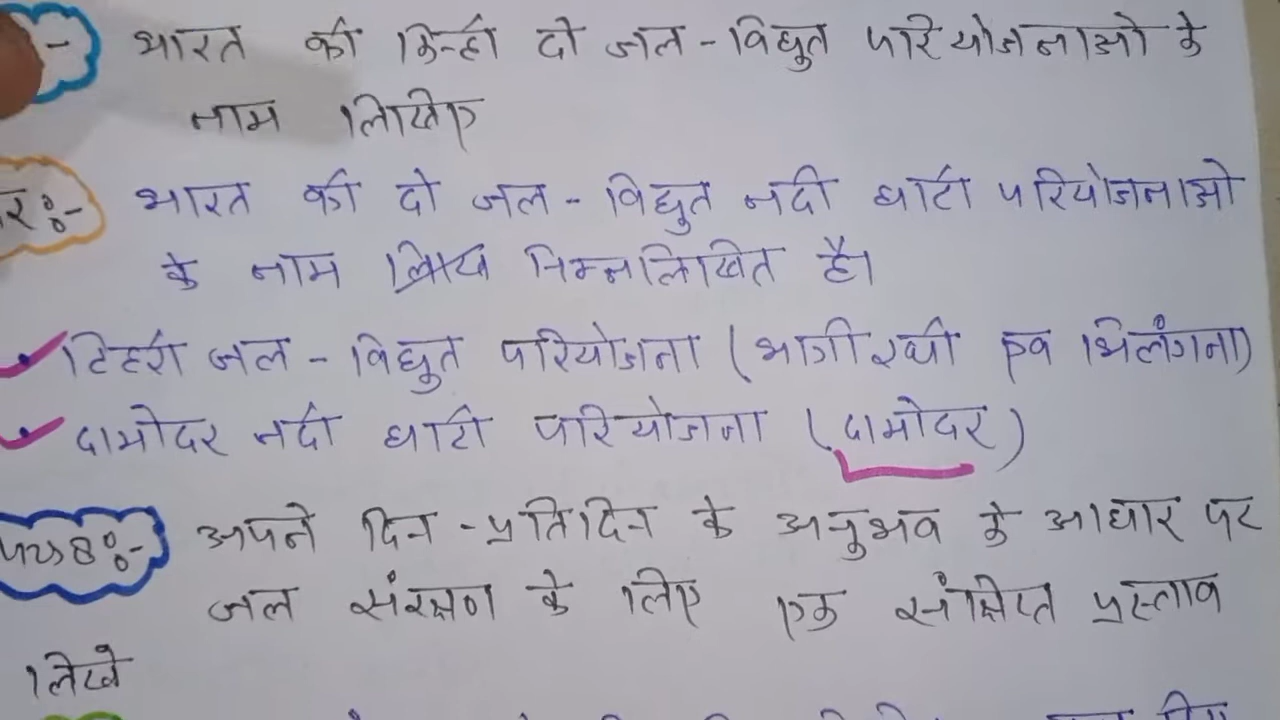 :- भारत की किन्ही दो जल-विद्युत परियोजनाओ के
नाम लिखिए
र:- भारत की दो जल-विद्युत नदी घाटी परियोजनाओ
के नाम निम्नलिखित है।
टिहरी जल-विद्युत परियोजना (भागीरथी एव भिलंगना)
दामोदर नदी घाटी परियोजना (दामोदर)
8:- अपने दिन-प्रतिदिन के अनुभव के आधार पर
जल संरक्षण के लिए एक संक्षिप्त प्रस्ताव
लिखे